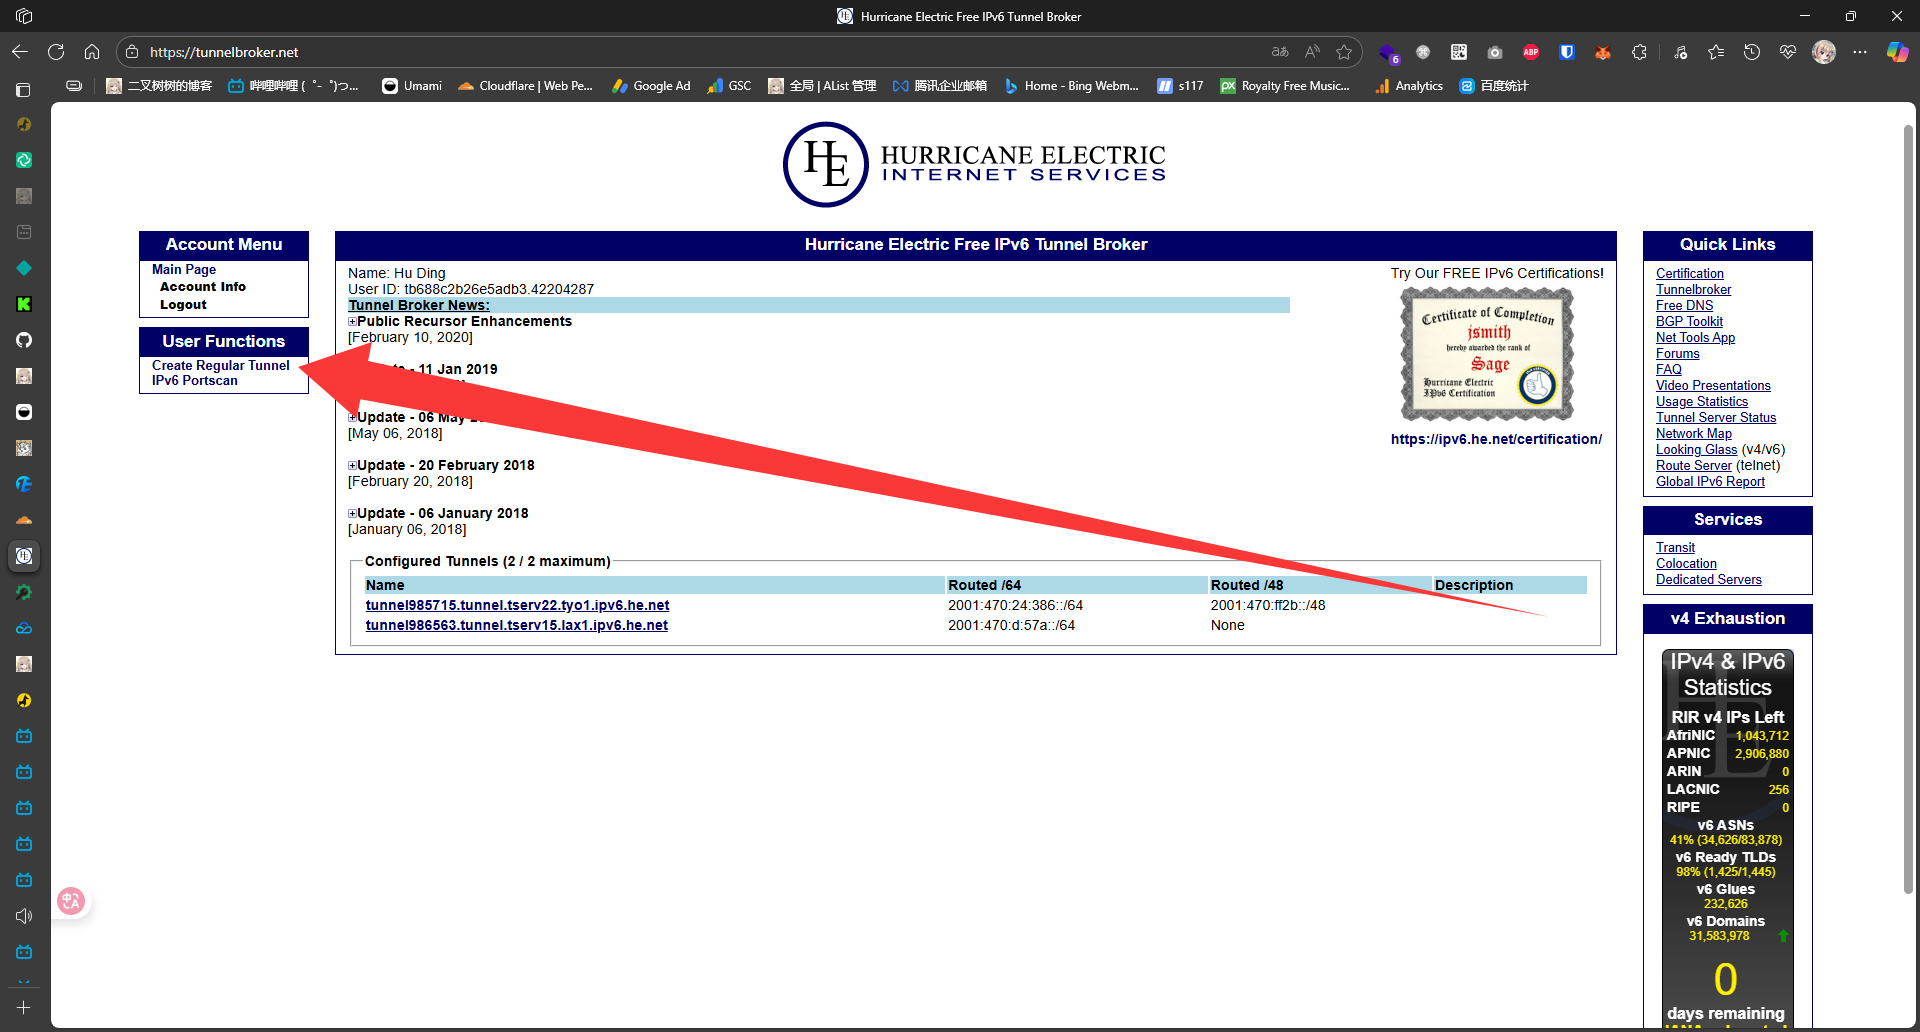 Hurricane Electric Free IPv6 Tunnel Broker
https://tunnelbroker.net
6
ABP
二叉树树的博客
哔哩哔哩 (゜-゜)つ...
Umami
Cloudflare | Web Pe...
Google Ad
GSC
全局 | AList 管理
腾讯企业邮箱
Home - Bing Webm...
s117
Royalty Free Music...
Analytics
百度统计
HE
HURRICANE ELECTRIC
INTERNET SERVICES
Account Menu
Main Page
Account Info
Logout
User Functions
Create Regular Tunnel
IPv6 Portscan
Hurricane Electric Free IPv6 Tunnel Broker
Name: Hu Ding
User ID: tb688c2b26e5adb3.42204287
Tunnel Broker News:
Public Recursor Enhancements
[February 10, 2020]
- 11 Jan 2019
Update - 06 May
[May 06, 2018]
Update - 20 February 2018
[February 20, 2018]
Update - 06 January 2018
[January 06, 2018]
Try Our FREE IPv6 Certifications!
Certificate of Completion
jsmith
hereby awarded the rank of
Sage
Hurricane Electric
IPv6 Certification
https://ipv6.he.net/certification/
Configured Tunnels (2 / 2 maximum)
Name Routed /64 Routed /48 Description
tunnel985715.tunnel.tserv22.tyo1.ipv6.he.net 2001:470:24:386::/64 2001:470:ff2b::/48
tunnel986563.tunnel.tserv15.lax1.ipv6.he.net 2001:470:d:57a::/64 None
Quick Links
Certification
Tunnelbroker
Free DNS
BGP Toolkit
Net Tools App
Forums
FAQ
Video Presentations
Usage Statistics
Tunnel Server Status
Network Map
Looking Glass (v4/v6)
Route Server (telnet)
Global IPv6 Report
Services
Transit
Colocation
Dedicated Servers
v4 Exhaustion
IPv4 & IPv6
Statistics
RIR v4 IPs Left
AfriNIC 1,043,712
APNIC 2,906,880
ARIN 0
LACNIC 256
RIPE 0
v6 ASNs
41% (34,626/83,878)
v6 Ready TLDs
98% (1,425/1,445)
v6 Glues
232,626
v6 Domains
31,583,978
0
days remaining